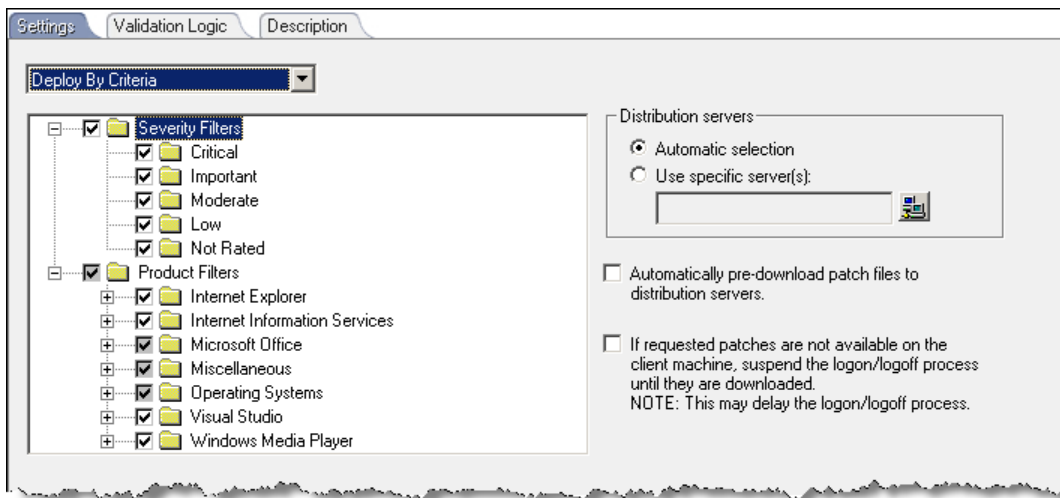 Settings
Validation Logic
Description
Deploy By Criteria
Severity Filters
Critical
Important
Moderate
Low
Not Rated
Product Filters
Internet Explorer
Internet Information Services
Microsoft Office
Miscellaneous
Operating Systems
Visual Studio
Windows Media Player
Distribution servers
Automatic selection
Use specific server(s):
Automatically pre-download patch files to
distribution servers.
If requested patches are not available on the
client machine, suspend the logon/logoff process
until they are downloaded.
NOTE: This may delay the logon/logoff process.